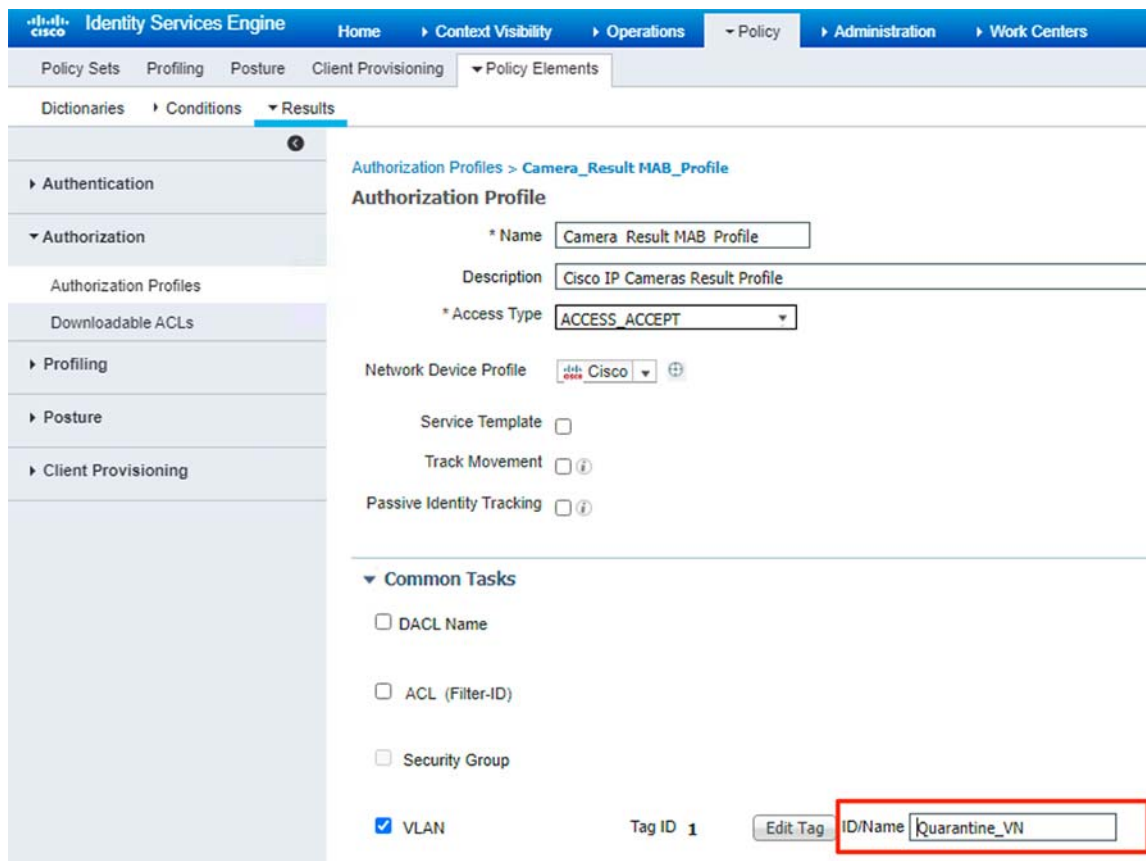 cisco Identity Services Engine Home Context Visibility Operations Policy Administration Work Centers
Policy Sets Profiling Posture Client Provisioning Policy Elements
Dictionaries Conditions Results
Authentication
Authorization
Authorization Profiles
Downloadable ACLs
Profiling
Posture
Client Provisioning
Authorization Profiles > Camera_Result MAB_Profile
Authorization Profile
* Name Camera Result MAB Profile
Description Cisco IP Cameras Result Profile
* Access Type ACCESS_ACCEPT
Network Device Profile cisco Cisco
Service Template
Track Movement i
Passive Identity Tracking i
Common Tasks
DACL Name
ACL (Filter-ID)
Security Group
VLAN Tag ID 1 Edit Tag ID/Name Quarantine_VN